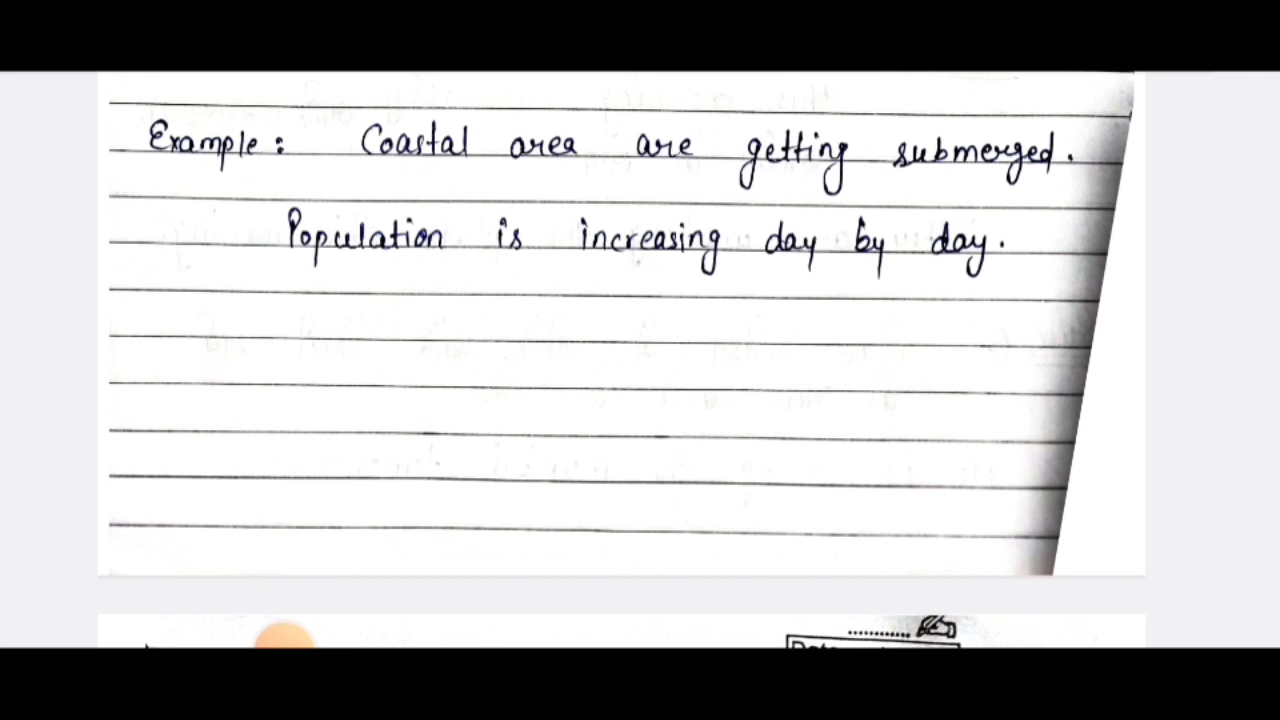 Example : Coastal area are getting submerged.
Population is increasing day by day.